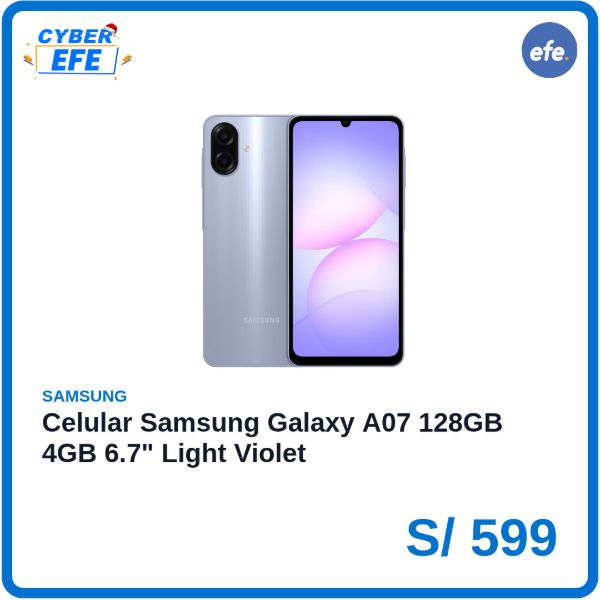 CYBER
EFE
efe.
SAMSUNG
SAMSUNG
Celular Samsung Galaxy A07 128GB
4GB 6.7" Light Violet
S/ 599